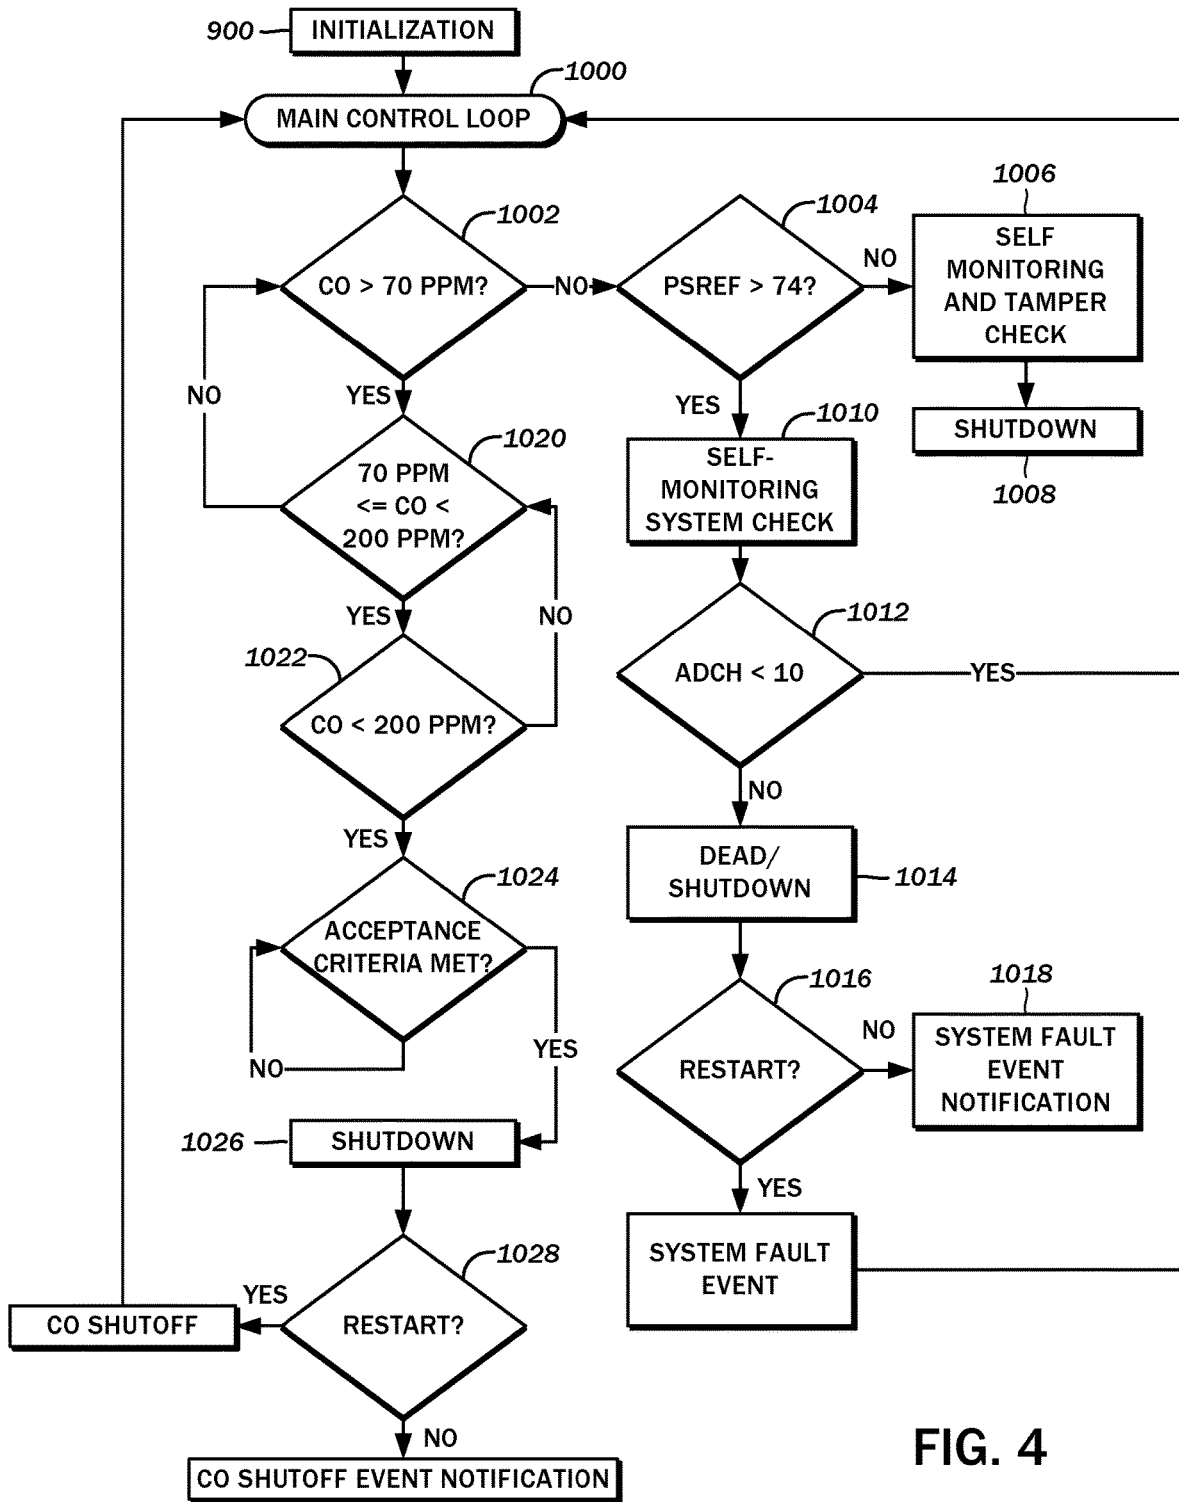 900
INITIALIZATION
1000
MAIN CONTROL LOOP
1002
CO > 70 PPM?
NO
1004
PSREF > 74?
NO
1006
SELF
MONITORING
AND TAMPER
CHECK
SHUTDOWN
1008
YES
1010
SELF-
MONITORING
SYSTEM CHECK
NO
YES
1020
70 PPM
<= CO <
200 PPM?
YES
NO
1012
ADCH < 10
YES
1022
CO < 200 PPM?
NO
YES
DEAD/
SHUTDOWN
1014
1024
ACCEPTANCE
CRITERIA MET?
NO
YES
1016
RESTART?
NO
1018
SYSTEM FAULT
EVENT
NOTIFICATION
YES
SYSTEM FAULT
EVENT
1026
SHUTDOWN
1028
RESTART?
YES
CO SHUTOFF
NO
CO SHUTOFF EVENT NOTIFICATION
FIG. 4